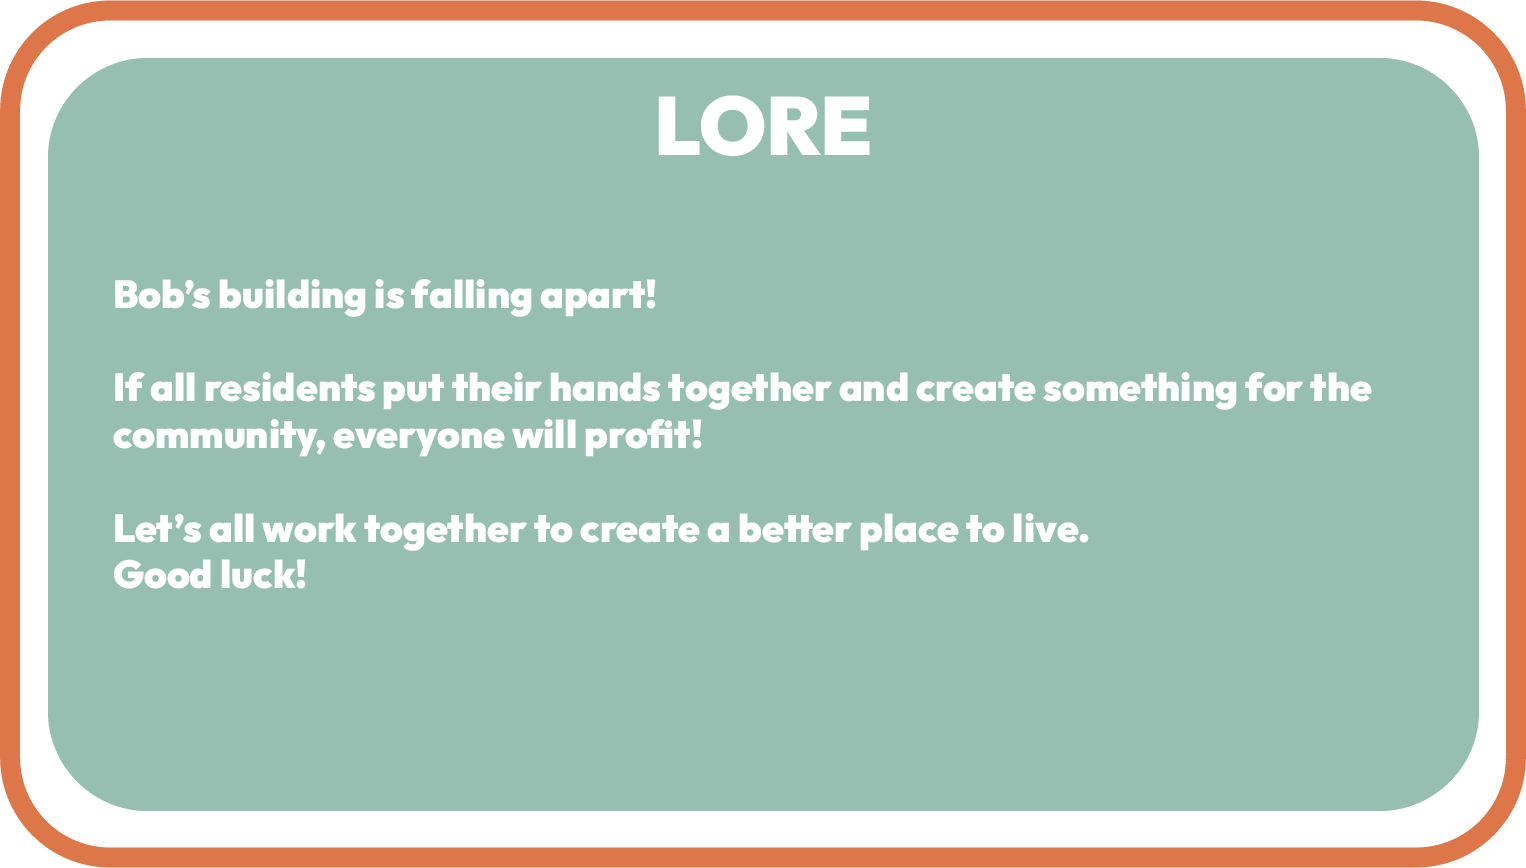 LORE
Bob’s building is falling apart!
If all residents put their hands together and create something for the
community, everyone will profit!
Let’s all work together to create a better place to live.
Good luck!